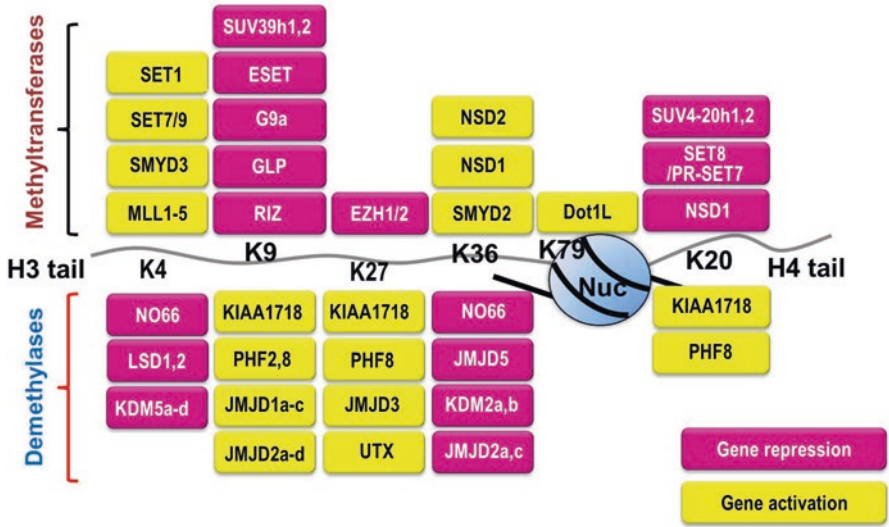 Methyltransferases
SUV39h1,2
SET1
ESET
SET7/9
G9a
NSD2
SUV4-20h1,2
SMYD3
GLP
NSD1
SET8
/PR-SET7
MLL1-5
RIZ
EZH1/2
SMYD2
Dot1L
NSD1
H3 tail
K4
K9
K27
K36
K79
Nuc
K20
H4 tail
Demethylases
NO66
KIAA1718
KIAA1718
NO66
KIAA1718
LSD1,2
PHF2,8
PHF8
JMJD5
PHF8
KDM5a-d
JMJD1a-c
JMJD3
KDM2a,b
JMJD2a-d
UTX
JMJD2a,c
Gene repression
Gene activation